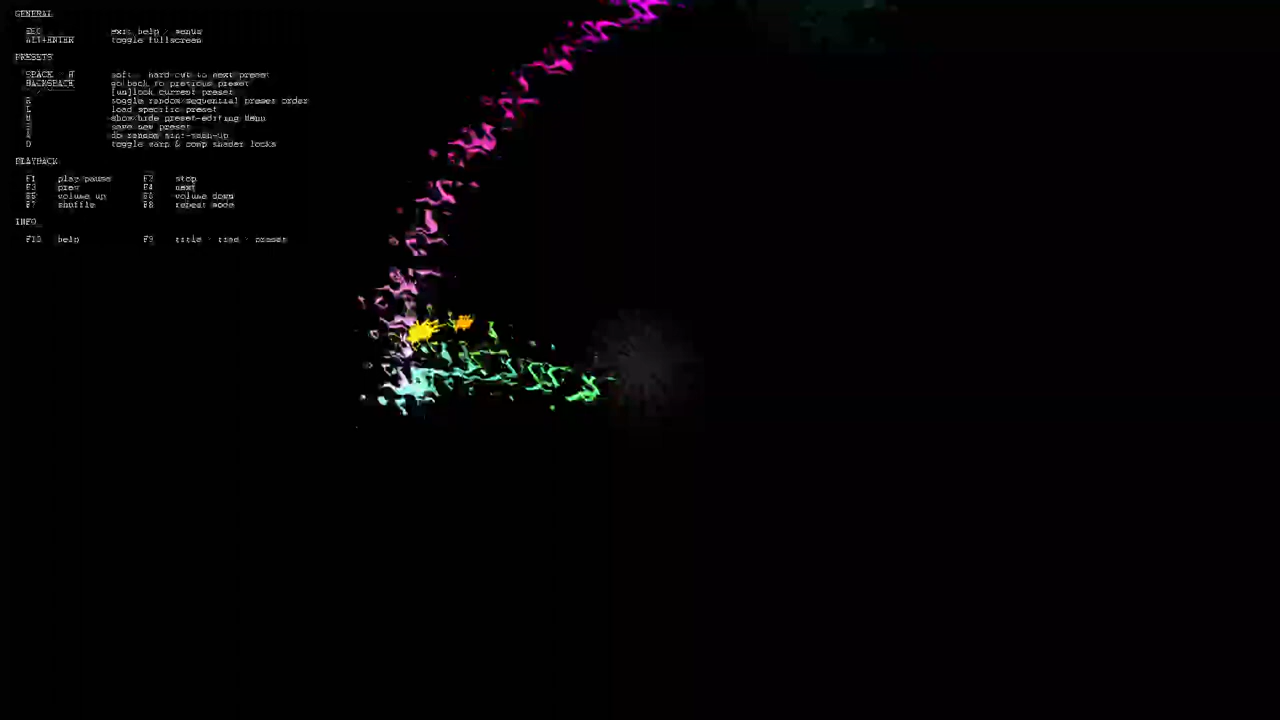 GENERAL
ESC exit help / menus
ALT+ENTER toggle fullscreen
PRESETS
SPACE H soft / hard cut to next preset
BACKSPACE go back to previous preset
[un]lock current preset
R toggle random/sequential preset order
L load specific preset
M show/hide preset-editing menu
save new preset
do random mini-mash-up
D toggle warp & comp shader locks
PLAYBACK
F1 play/pause F2 stop
F3 prev F4 next
F5 volume up F6 volume down
F7 shuffle F8 repeat mode
INFO
F10 help F9 title / time / preset